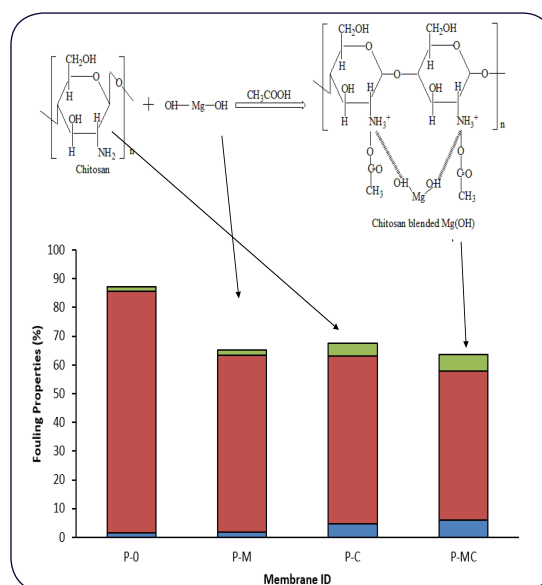 CH₂OH
O
O
H
OH
H
H
H
NH₂
n
Chitosan
+
OH—Mg—OH
CH₃COOH
CH₂OH
CH₂OH
O
O
O
H
H
OH
H
OH
H
H
H
NH₃⁺
NH₃⁺
n
O
O
C=O
C=O
CH₃
CH₃
OH
OH
Mg
Chitosan blended Mg(OH)
Fouling Properties (%)
100
90
80
70
60
50
40
30
20
10
0
P-0
P-M
P-C
P-MC
Membrane ID